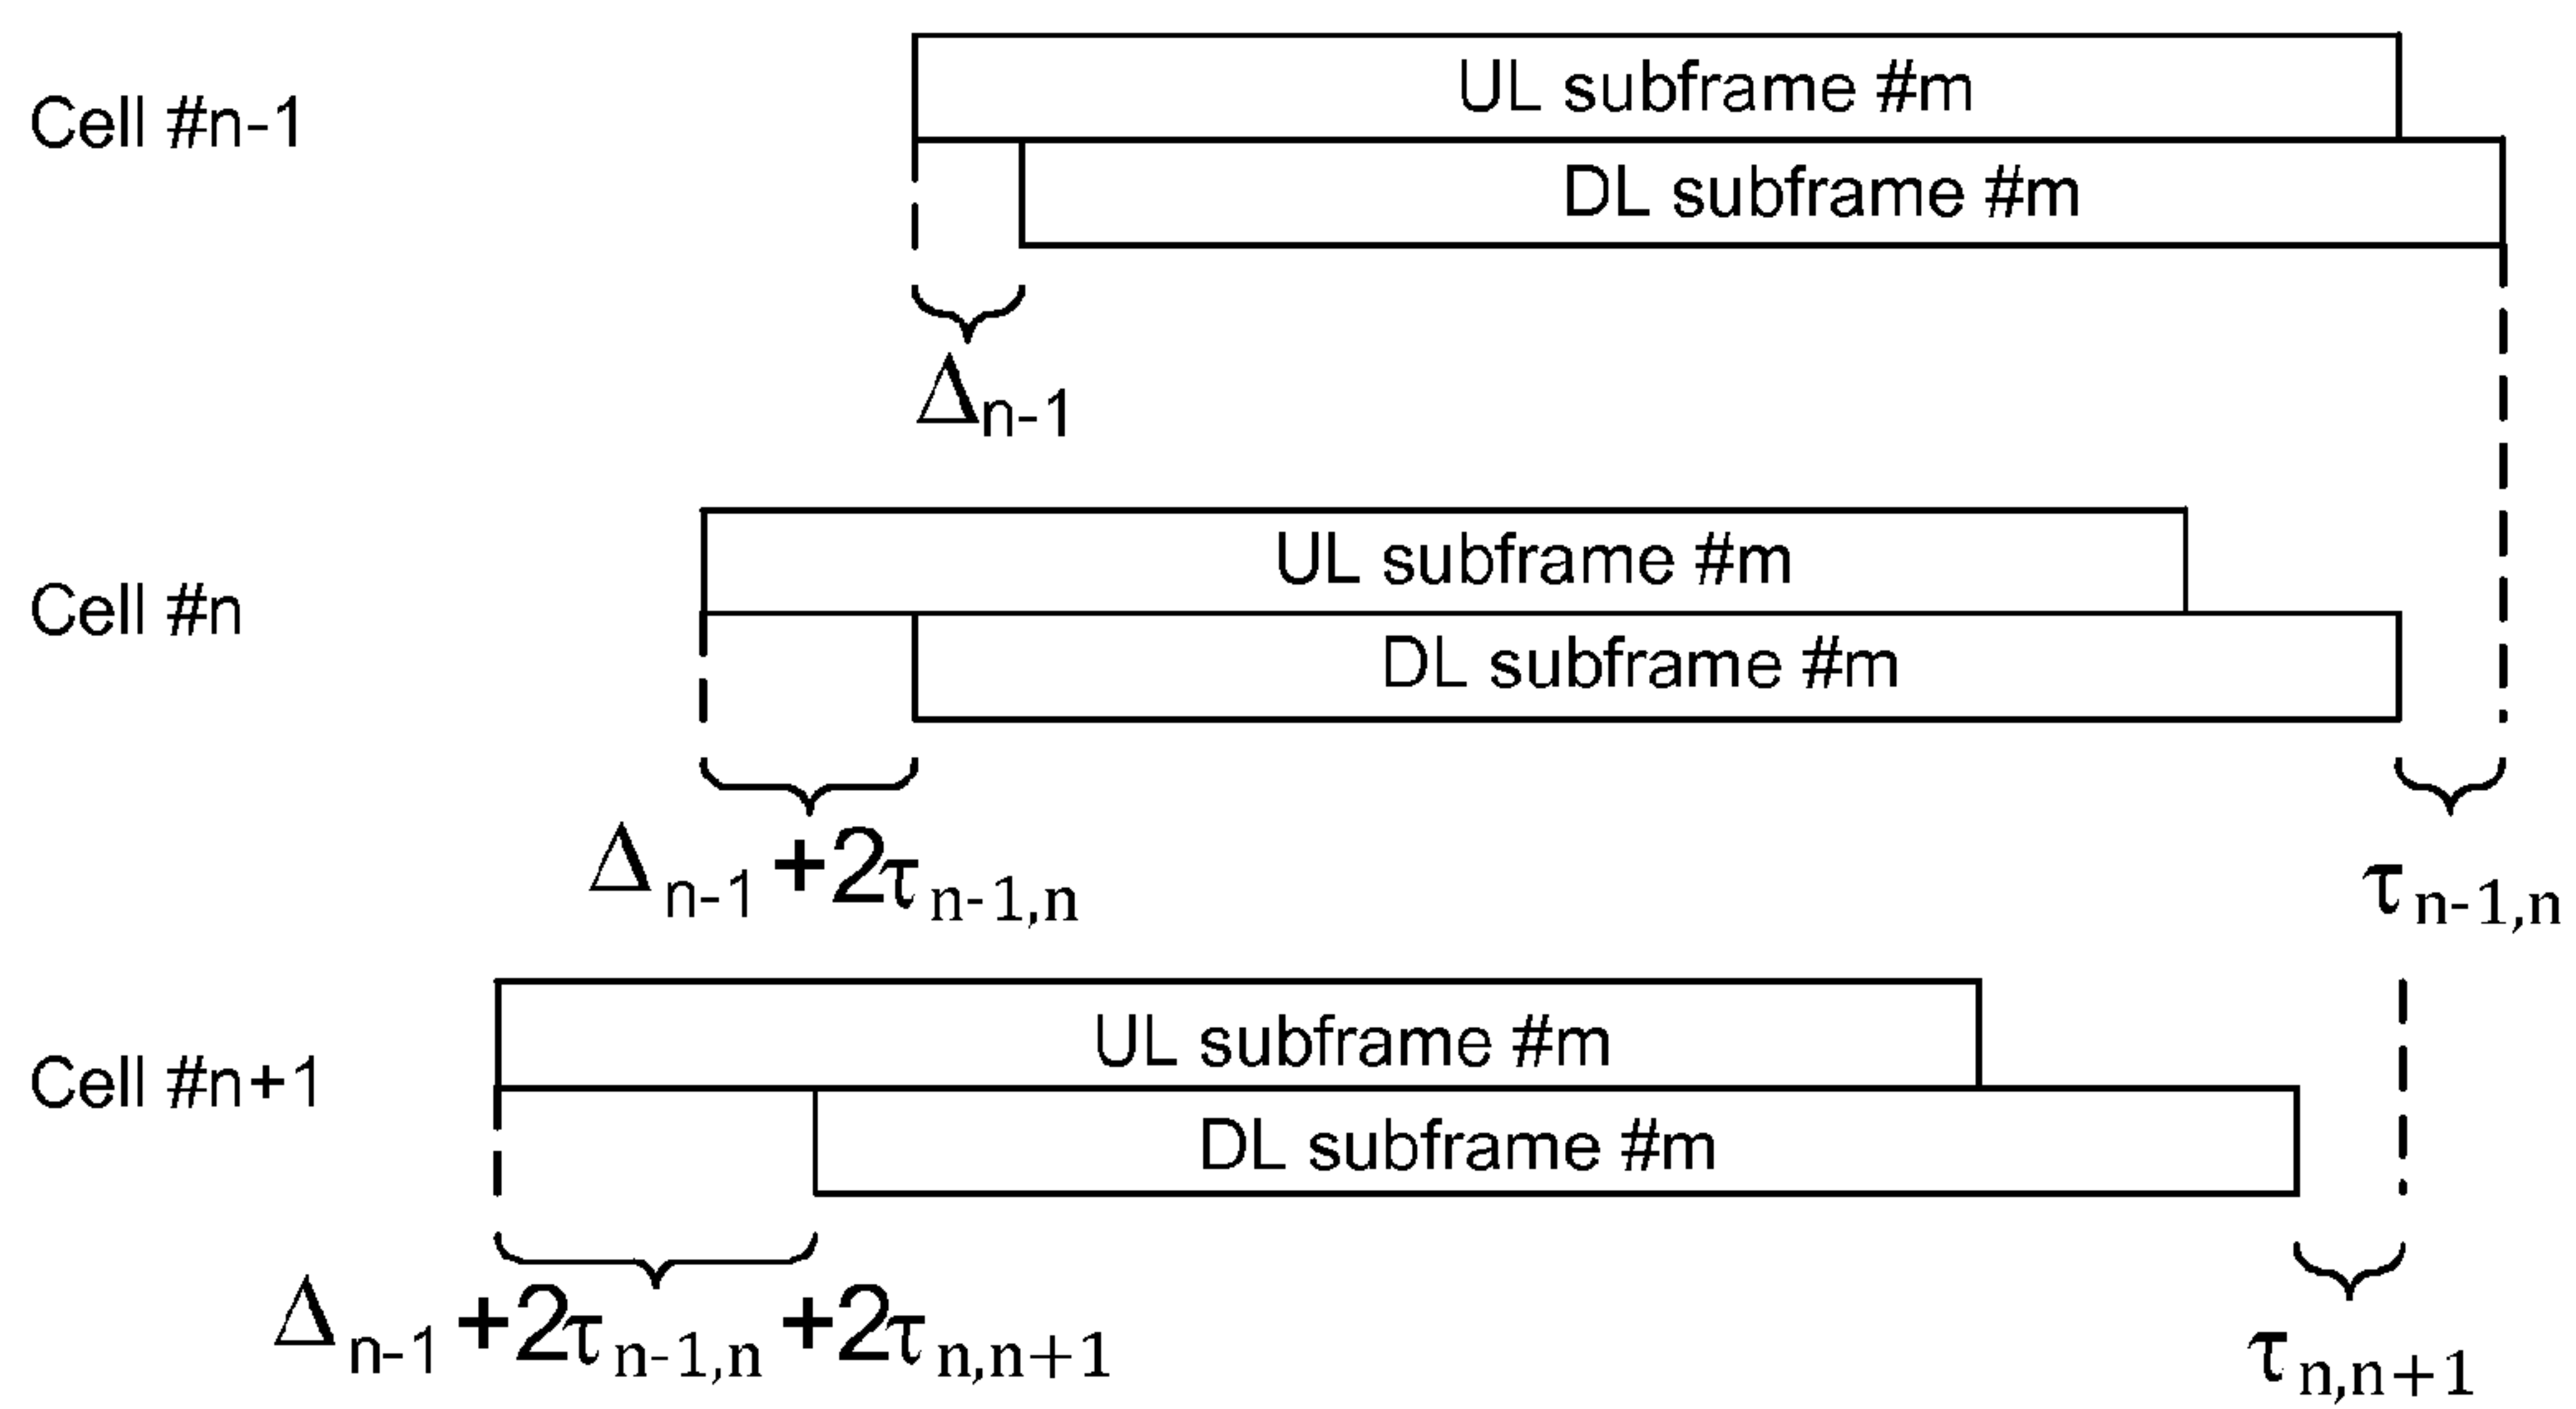 UL subframe #m
Cell #n-1
DL subframe #m
Δn-1
UL subframe #m
Cell #n
DL subframe #m
Δn-1 +2τn-1,n
τn-1,n
UL subframe #m
Cell #n+1
DL subframe #m
Δn-1 +2τn-1,n +2τn,n+1
τn,n+1